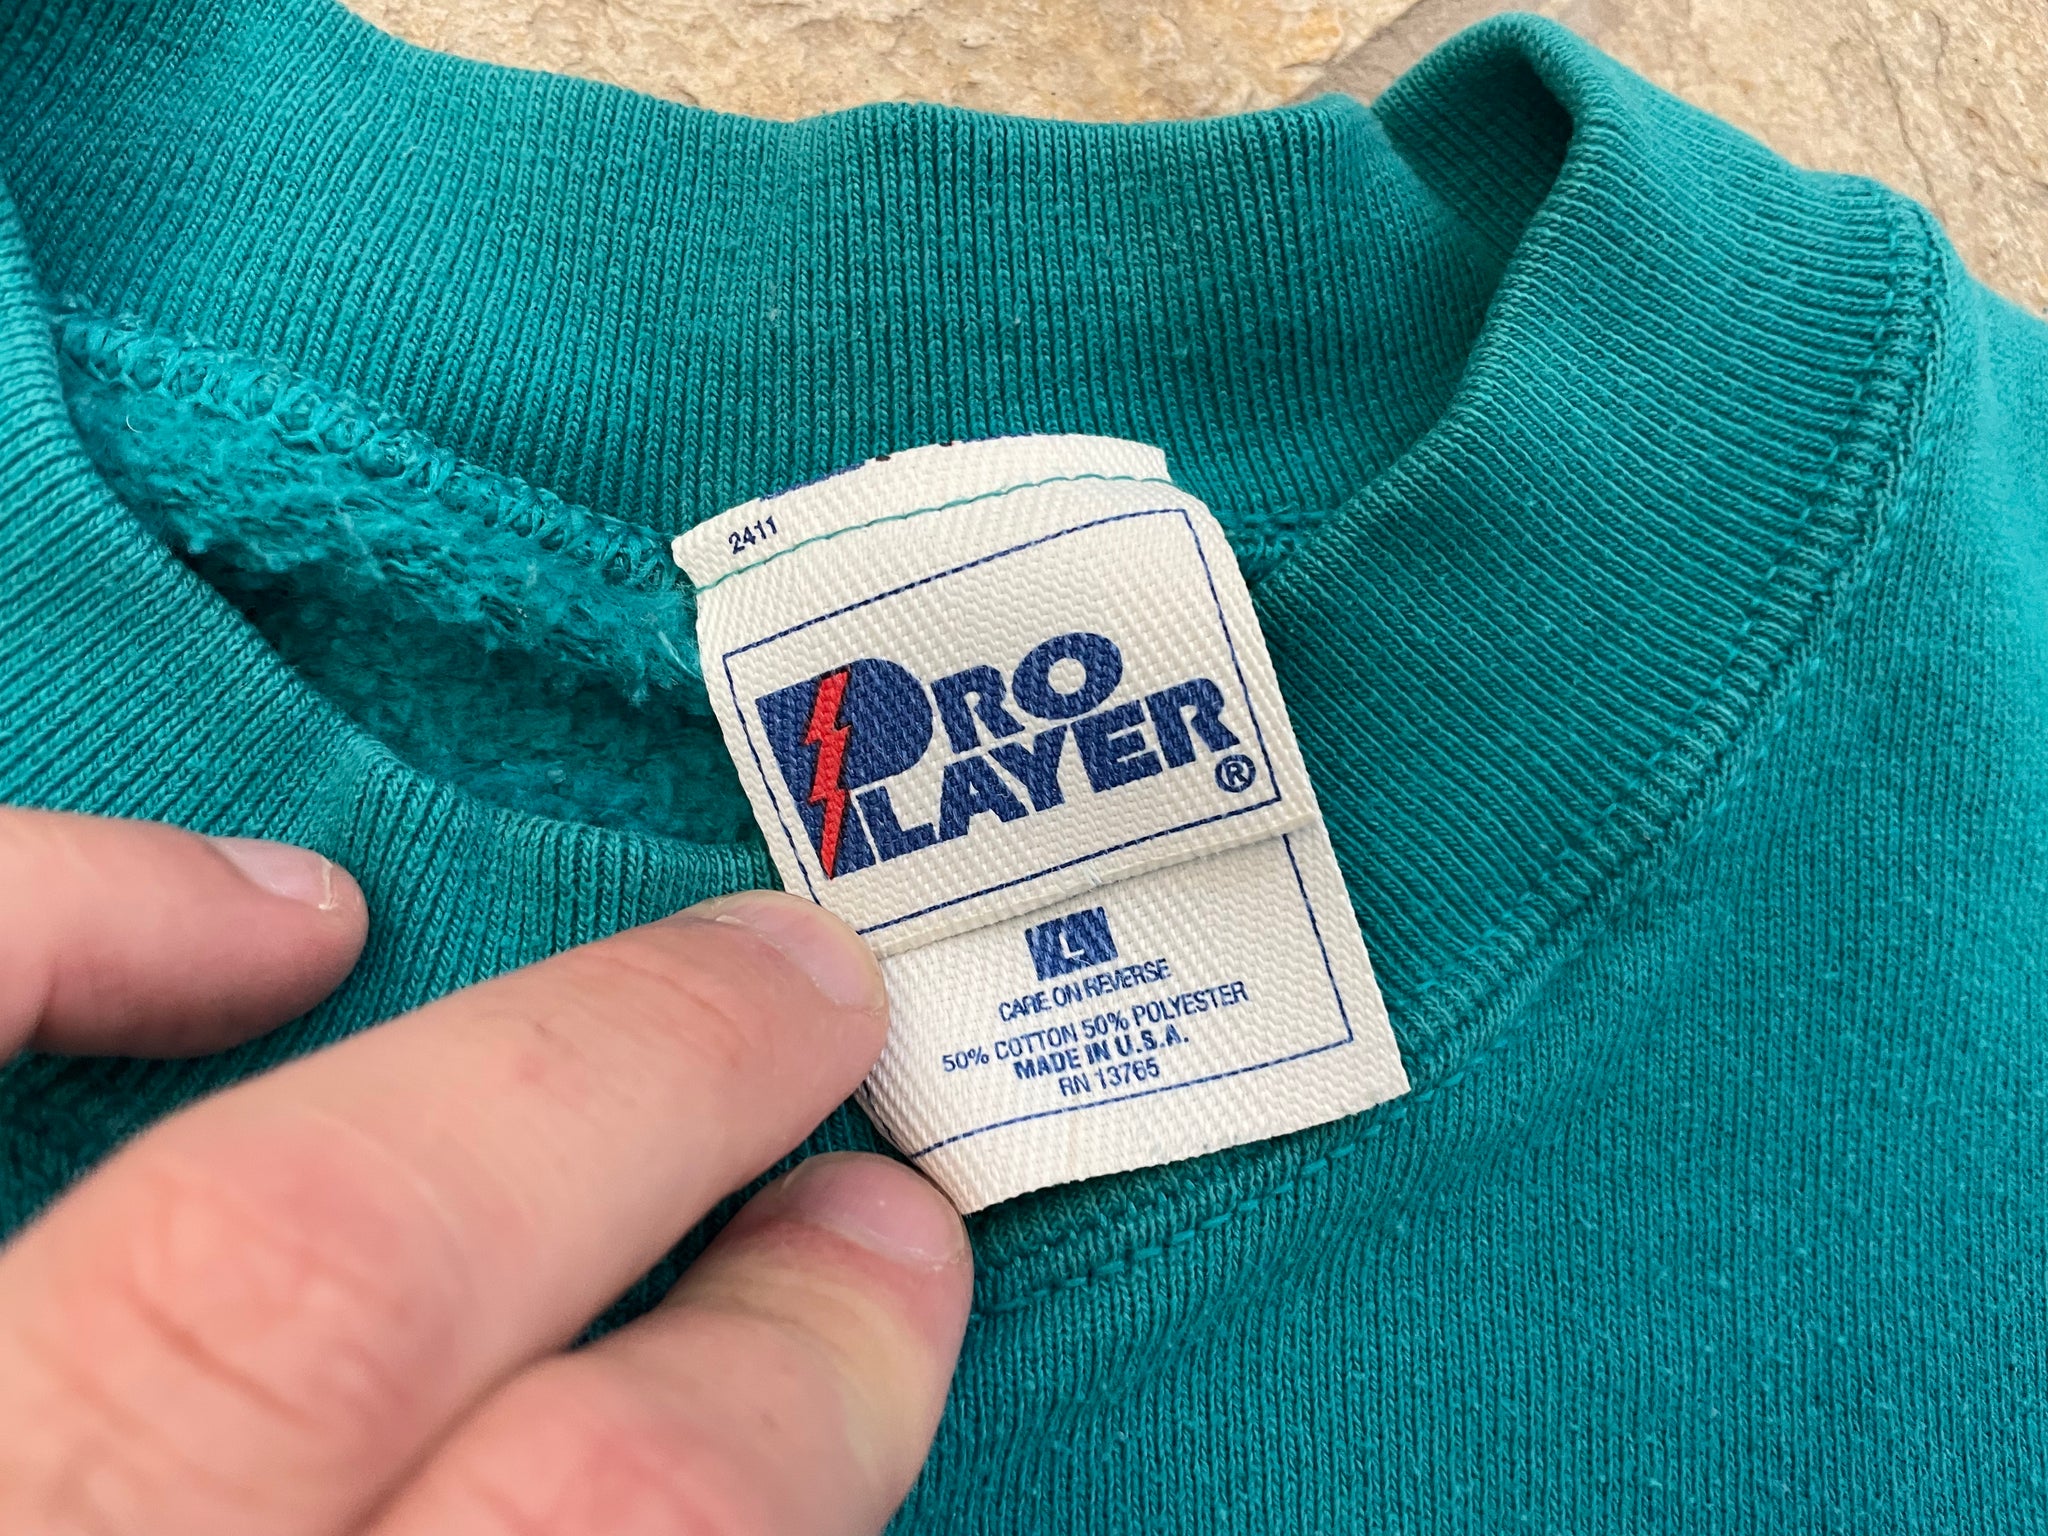 2411
PRO
PLAYER®
L
CARE ON REVERSE
50% COTTON 50% POLYESTER
MADE IN U.S.A.
RN 13765